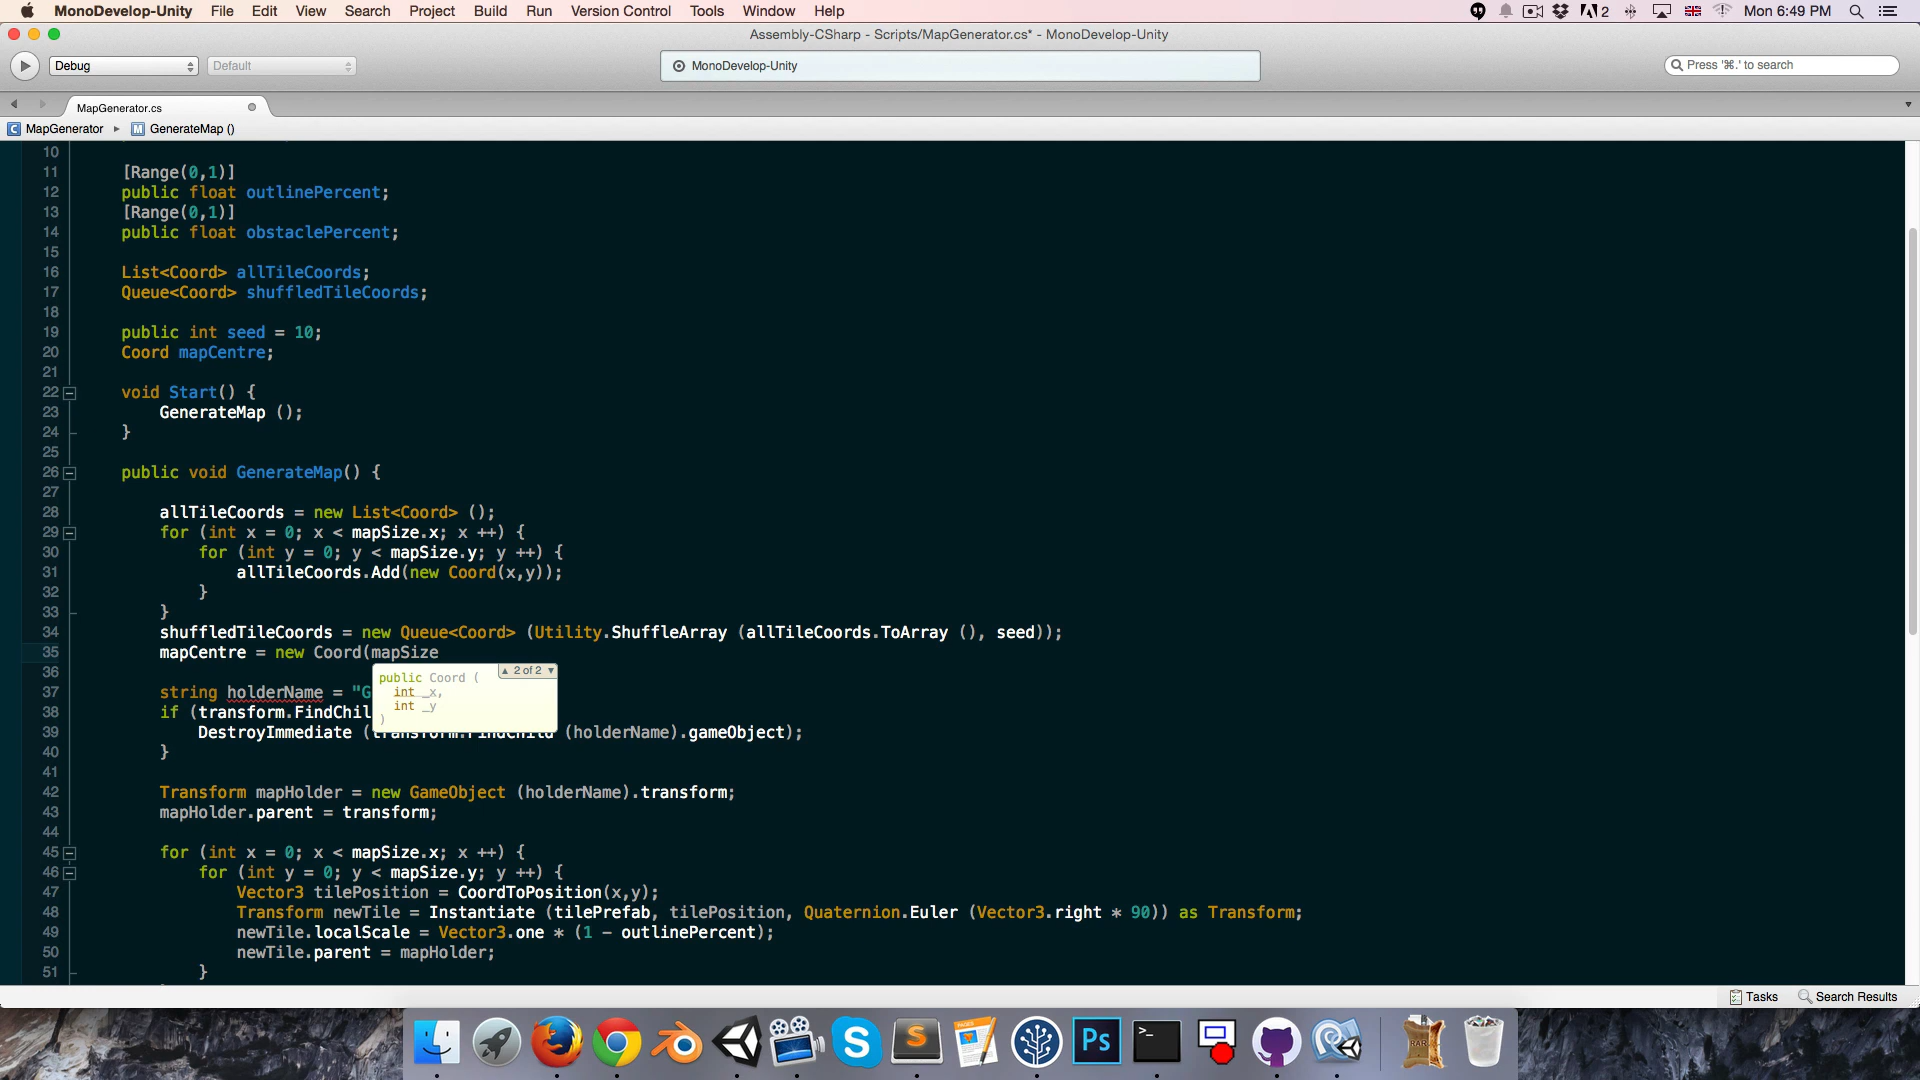 MonoDevelop-Unity File Edit View Search Project Build Run Version Control Tools Window Help 2 Mon 6:49 PM
Assembly-CSharp - Scripts/MapGenerator.cs* - MonoDevelop-Unity
Debug Default MonoDevelop-Unity Press '⌘.' to search
MapGenerator.cs
C MapGenerator ▸ M GenerateMap ()
10
11 [Range(0,1)]
12 public float outlinePercent;
13 [Range(0,1)]
14 public float obstaclePercent;
15
16 List<Coord> allTileCoords;
17 Queue<Coord> shuffledTileCoords;
18
19 public int seed = 10;
20 Coord mapCentre;
21
22 void Start() {
23 GenerateMap ();
24 }
25
26 public void GenerateMap() {
27
28 allTileCoords = new List<Coord> ();
29 for (int x = 0; x < mapSize.x; x ++) {
30 for (int y = 0; y < mapSize.y; y ++) {
31 allTileCoords.Add(new Coord(x,y));
32 }
33 }
34 shuffledTileCoords = new Queue<Coord> (Utility.ShuffleArray (allTileCoords.ToArray (), seed));
35 mapCentre = new Coord(mapSize
36
▲ 2 of 2 ▼
public Coord (
int _x,
int _y
)
37 string holderName = "G
38 if (transform.FindChil
39 DestroyImmediate (transform.FindChild (holderName).gameObject);
40 }
41
42 Transform mapHolder = new GameObject (holderName).transform;
43 mapHolder.parent = transform;
44
45 for (int x = 0; x < mapSize.x; x ++) {
46 for (int y = 0; y < mapSize.y; y ++) {
47 Vector3 tilePosition = CoordToPosition(x,y);
48 Transform newTile = Instantiate (tilePrefab, tilePosition, Quaternion.Euler (Vector3.right * 90)) as Transform;
49 newTile.localScale = Vector3.one * (1 - outlinePercent);
50 newTile.parent = mapHolder;
51 }
Tasks Search Results
PAGES
Ps
RAR